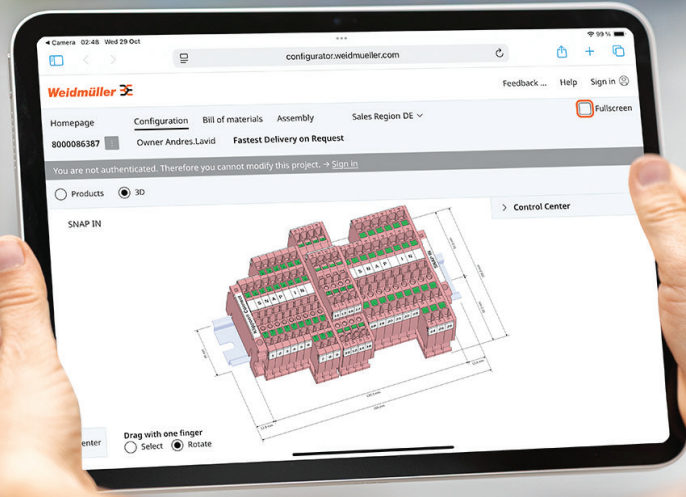 ◀ Camera 02:48 Wed 29 Oct
99 %
configurator.weidmueller.com
Weidmüller
Feedback ... Help Sign in
Homepage Configuration Bill of materials Assembly Sales Region DE
Fullscreen
8000086387 Owner Andres.Lavid Fastest Delivery on Request
You are not authenticated. Therefore you cannot modify this project. → Sign in
Products 3D
> Control Center
SNAP IN
SNAP IN
SNAP IN
enter
Drag with one finger
Select Rotate